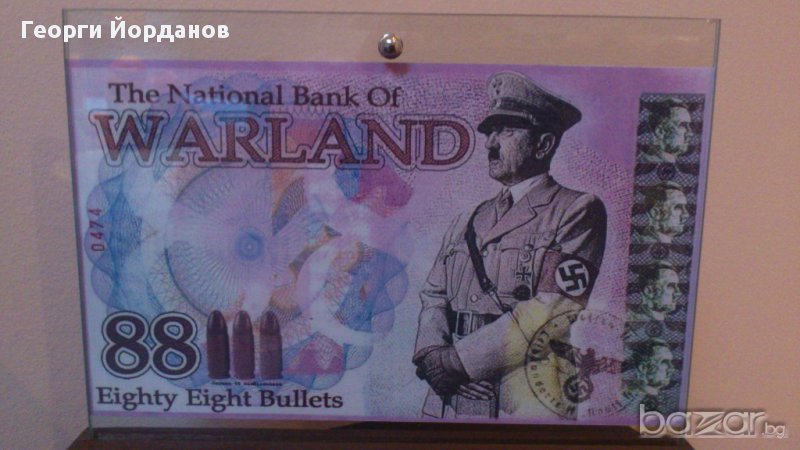 Георги Йорданов
The National Bank Of
WARLAND
0474
88
Eighty Eight Bullets
bazar.bg